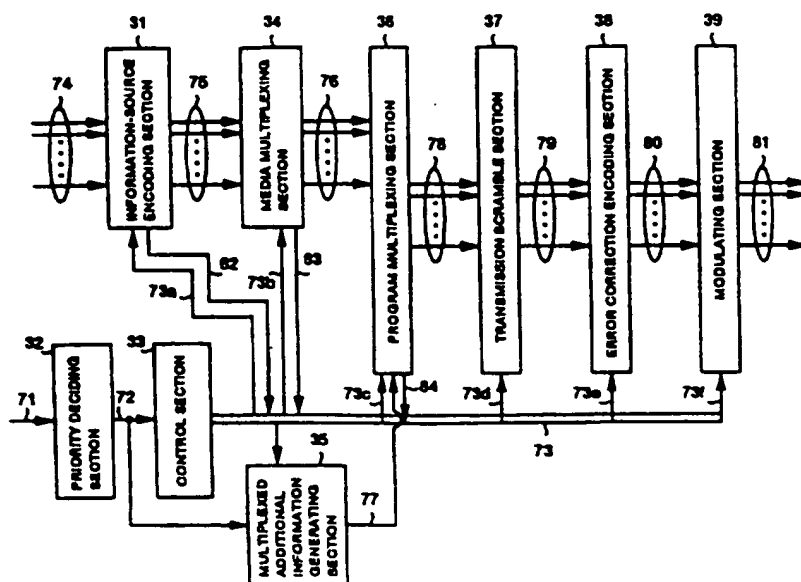 31
34
36
37
38
39
74
75
76
78
79
80
81
INFORMATION-SOURCE
ENCODING SECTION
MEDIA MULTIPLEXING
SECTION
PROGRAM MULTIPLEXING SECTION
TRANSMISSION SCRAMBLE SECTION
ERROR CORRECTION ENCODING SECTION
MODULATING SECTION
73a
82
73b
83
32
33
71
PRIORITY DECIDING
SECTION
72
CONTROL SECTION
73c
84
73d
73e
73f
73
35
MULTIPLEXED
ADDITIONAL
INFORMATION
GENERATING
SECTION
77